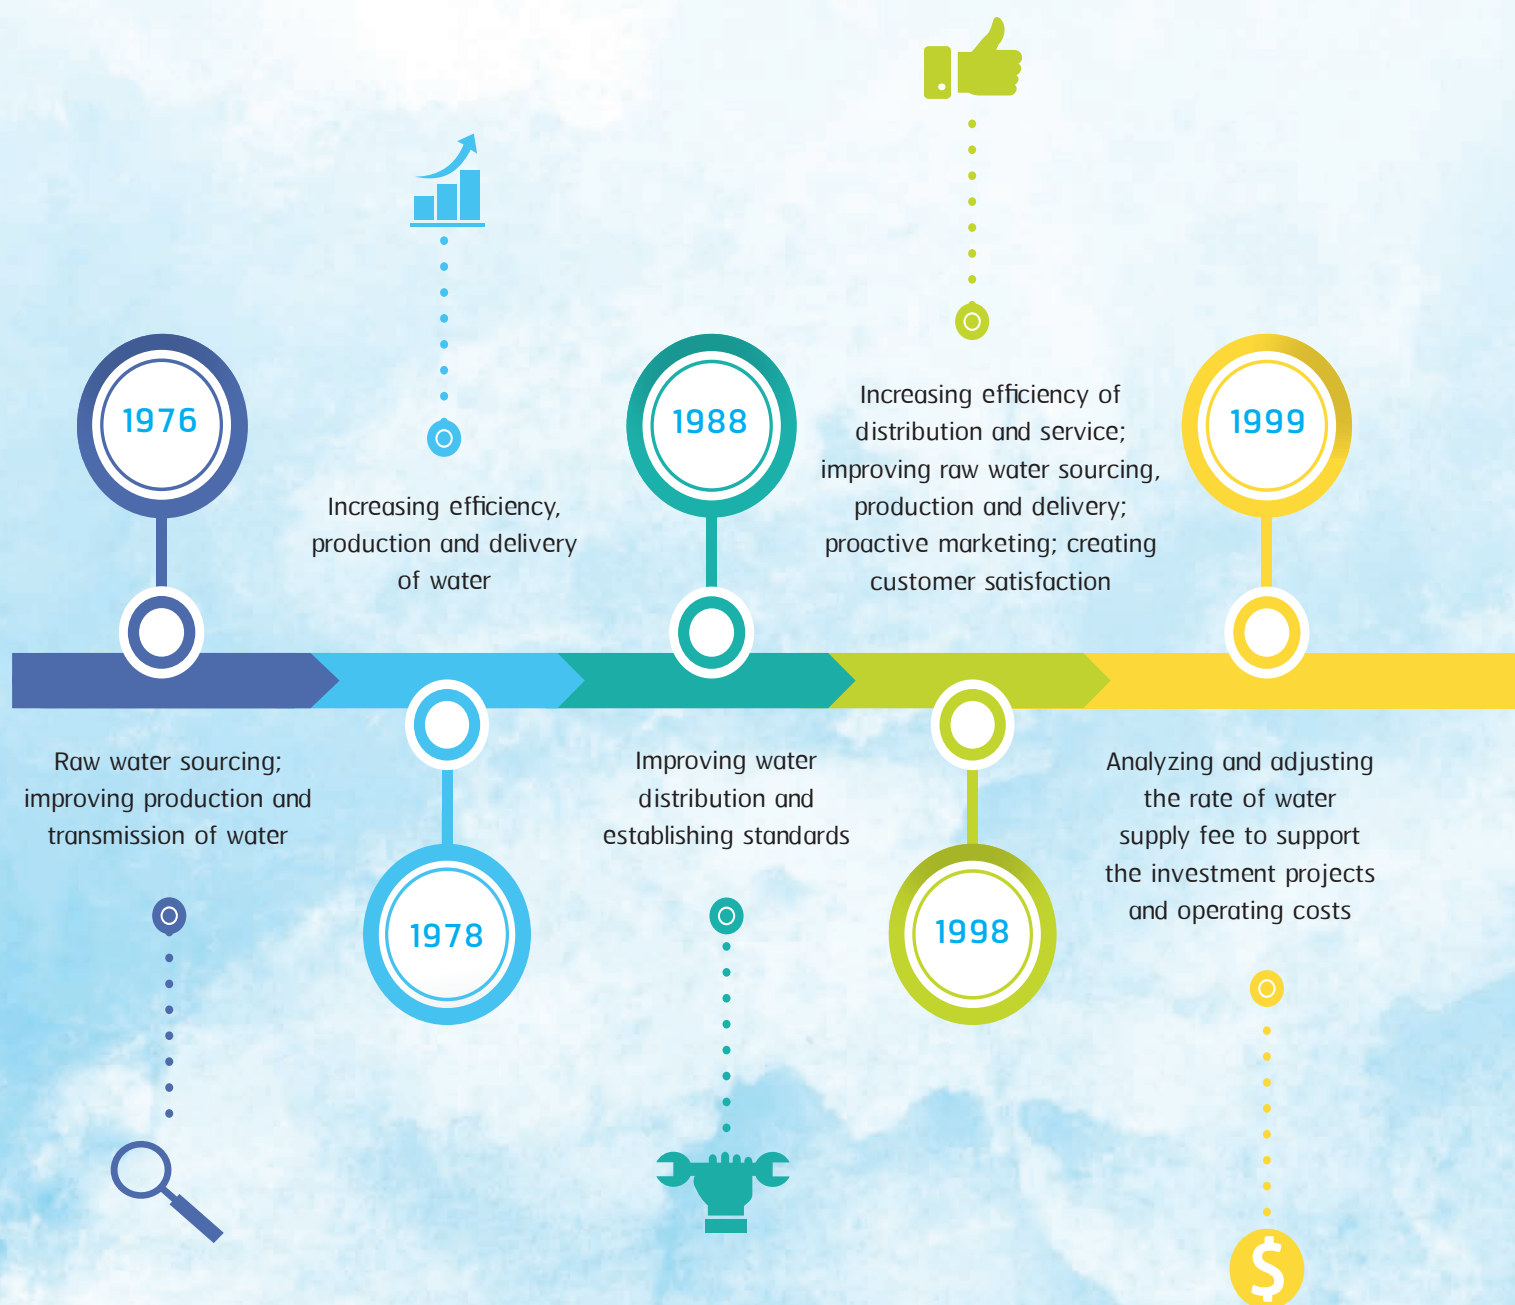 1976
Raw water sourcing;
improving production and
transmission of water
Increasing efficiency,
production and delivery
of water
1978
1988
Improving water
distribution and
establishing standards
Increasing efficiency of
distribution and service;
improving raw water sourcing,
production and delivery;
proactive marketing; creating
customer satisfaction
1998
1999
Analyzing and adjusting
the rate of water
supply fee to support
the investment projects
and operating costs
$